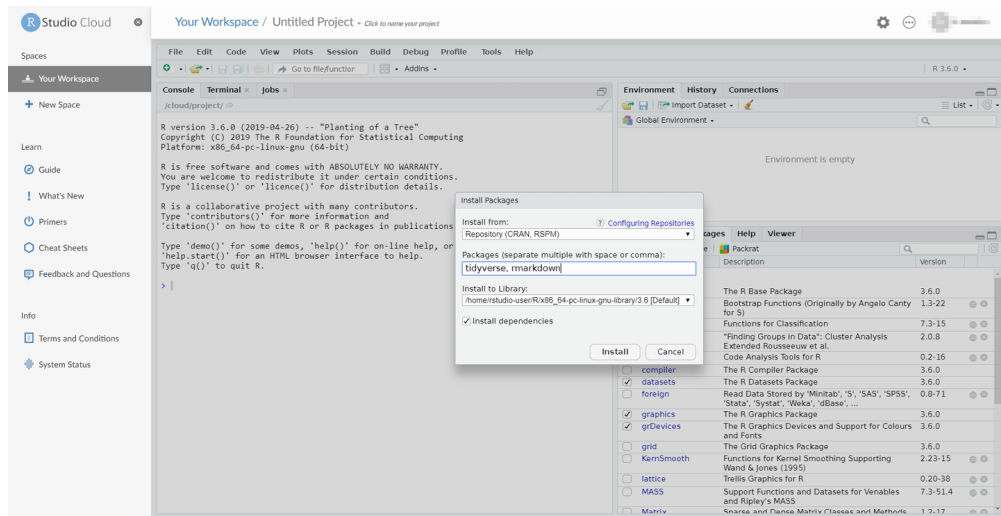 R Studio Cloud
Your Workspace / Untitled Project - Click to name your project
Spaces
Your Workspace
New Space
Learn
Guide
What's New
Primers
Cheat Sheets
Feedback and Questions
Info
Terms and Conditions
System Status
File Edit Code View Plots Session Build Debug Profile Tools Help
Go to file/function Addins R 3.6.0
Console Terminal Jobs
/cloud/project/
R version 3.6.0 (2019-04-26) -- "Planting of a Tree"
Copyright (C) 2019 The R Foundation for Statistical Computing
Platform: x86_64-pc-linux-gnu (64-bit)
R is free software and comes with ABSOLUTELY NO WARRANTY.
You are welcome to redistribute it under certain conditions.
Type 'license()' or 'licence()' for distribution details.
R is a collaborative project with many contributors.
Type 'contributors()' for more information and
'citation()' on how to cite R or R packages in publications
Type 'demo()' for some demos, 'help()' for on-line help, or
'help.start()' for an HTML browser interface to help.
Type 'q()' to quit R.
>
Install Packages
Install from: ? Configuring Repositories
Repository (CRAN, RSPM)
Packages (separate multiple with space or comma):
tidyverse, rmarkdown
Install to Library:
/home/rstudio-user/R/x86_64-pc-linux-gnu-library/3.6 [Default]
Install dependencies
Install Cancel
Environment History Connections
Import Dataset List
Global Environment
Environment is empty
Help Viewer
Packrat
Description Version
The R Base Package 3.6.0
Bootstrap Functions (Originally by Angelo Canty 1.3-22
for S)
Functions for Classification 7.3-15
"Finding Groups in Data": Cluster Analysis 2.0.8
Extended Rousseeuw et al.
Code Analysis Tools for R 0.2-16
compiler The R Compiler Package 3.6.0
datasets The R Datasets Package 3.6.0
foreign Read Data Stored by 'Minitab', 'S', 'SAS', 'SPSS', 0.8-71
'Stata', 'Systat', 'Weka', 'dBase', ...
graphics The R Graphics Package 3.6.0
grDevices The R Graphics Devices and Support for Colours 3.6.0
and Fonts
grid The Grid Graphics Package 3.6.0
KernSmooth Functions for Kernel Smoothing Supporting 2.23-15
Wand & Jones (1995)
lattice Trellis Graphics for R 0.20-38
MASS Support Functions and Datasets for Venables 7.3-51.4
and Ripley's MASS
Matrix Sparse and Dense Matrix Classes and Methods 1.2-17